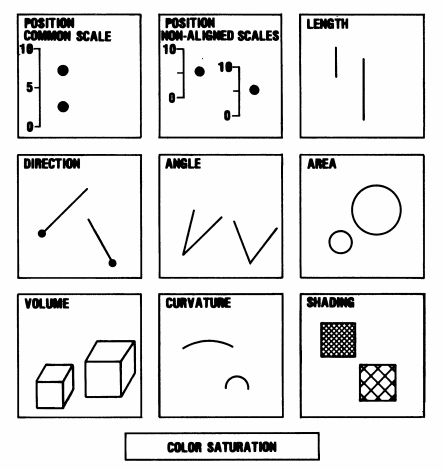 POSITION
COMMON SCALE
10
5
0
POSITION
NON-ALIGNED SCALES
10
0
10
0
LENGTH
DIRECTION
ANGLE
AREA
VOLUME
CURVATURE
SHADING
COLOR SATURATION